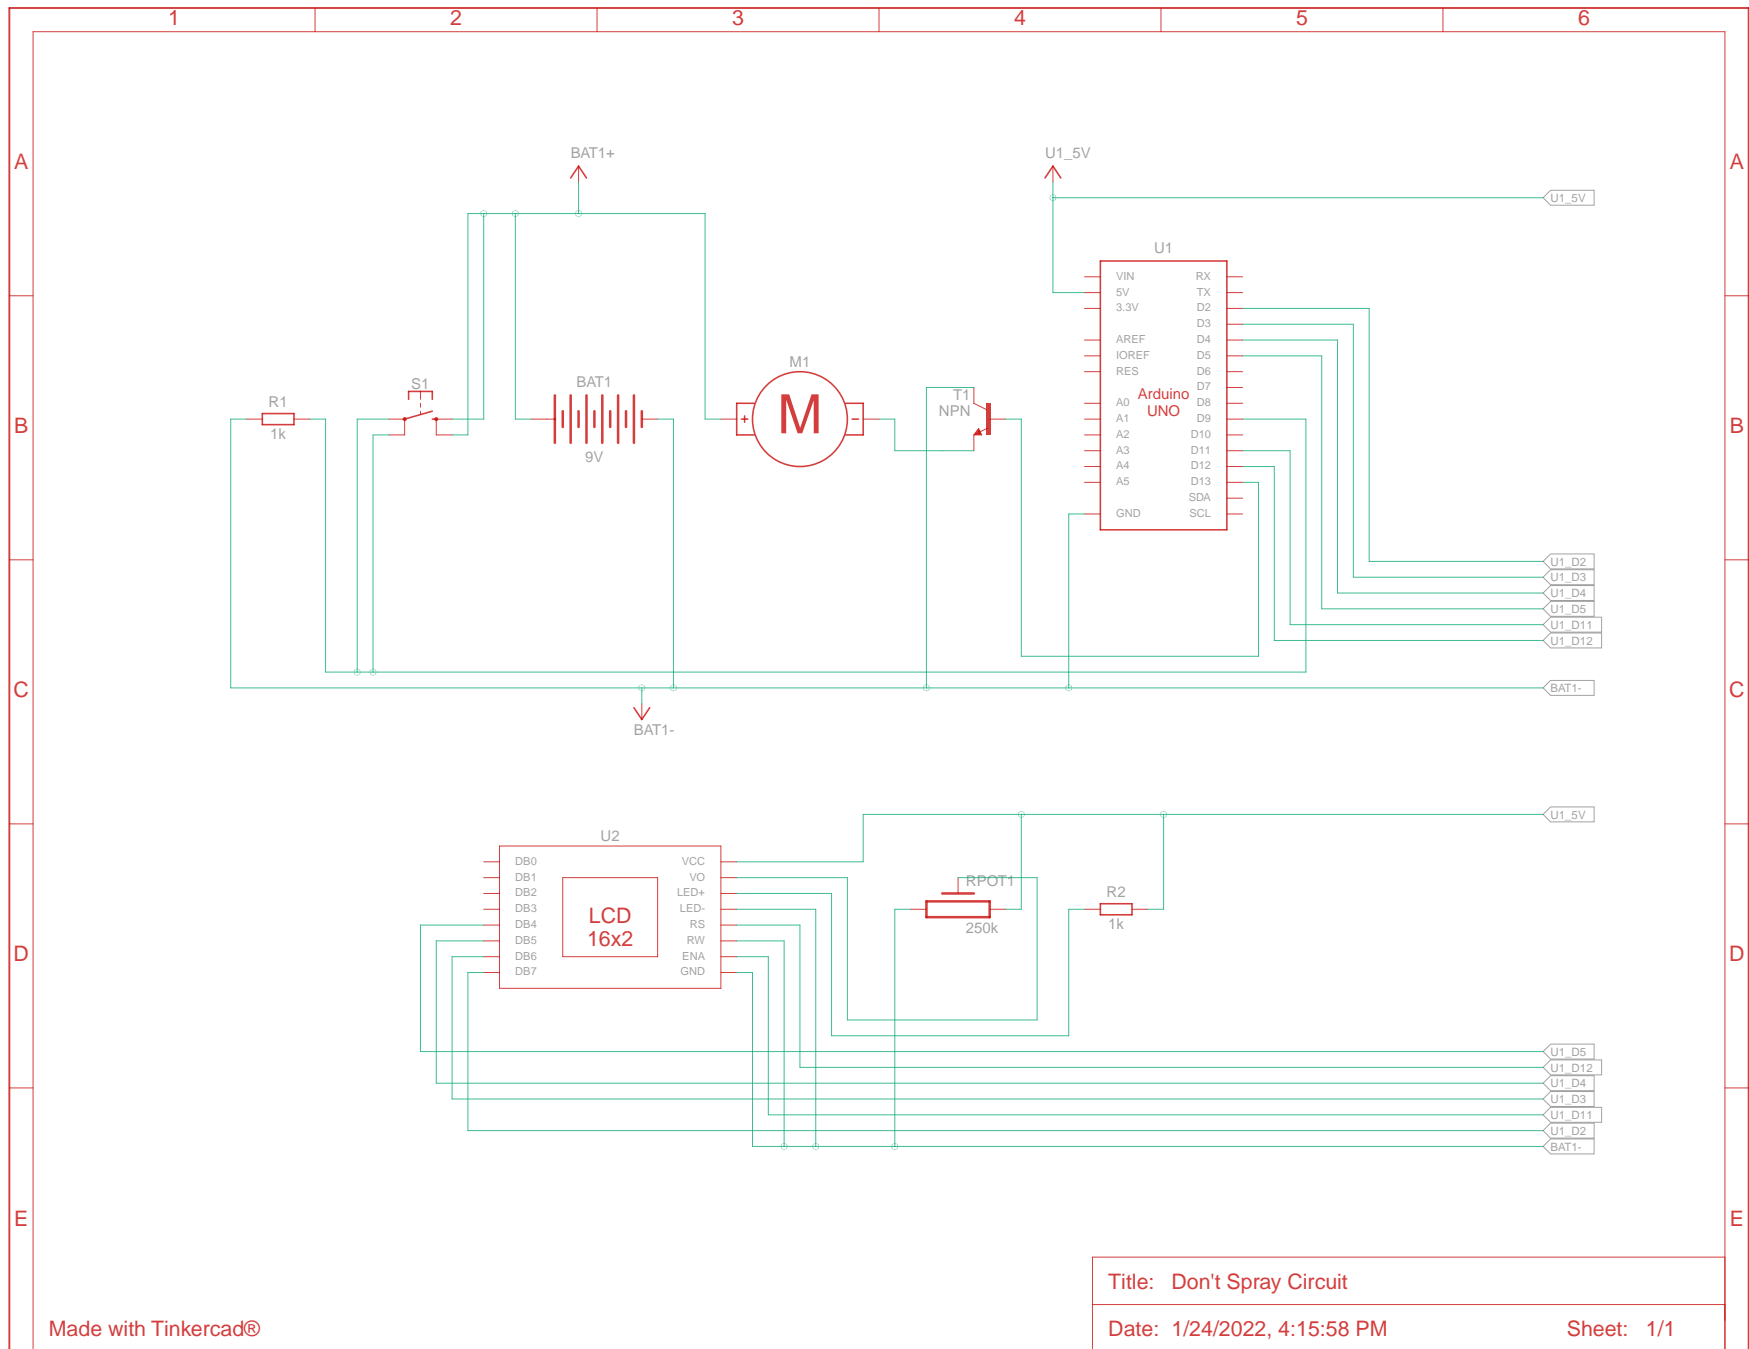 1 2 3 4 5 6
A A
BAT1+
U1_5V
U1_5V
U1
VIN RX
5V TX
3.3V D2
D3
AREF D4
IOREF D5
RES D6
D7
Arduino
UNO
A0 D8
A1 D9
A2 D10
A3 D11
A4 D12
A5 D13
SDA
GND SCL
B B
R1
1k
S1
BAT1
9V
M1
+ M -
T1
NPN
U1_D2
U1_D3
U1_D4
U1_D5
U1_D11
U1_D12
C C
BAT1-
BAT1-
U1_5V
U2
DB0 VCC
DB1 VO
DB2 LED+
DB3 LED-
DB4 RS
DB5 RW
DB6 ENA
DB7 GND
LCD
16x2
RPOT1
250k
R2
1k
D D
U1_D5
U1_D12
U1_D4
U1_D3
U1_D11
U1_D2
BAT1-
E E
Title: Don't Spray Circuit
Made with Tinkercad®
Date: 1/24/2022, 4:15:58 PM Sheet: 1/1